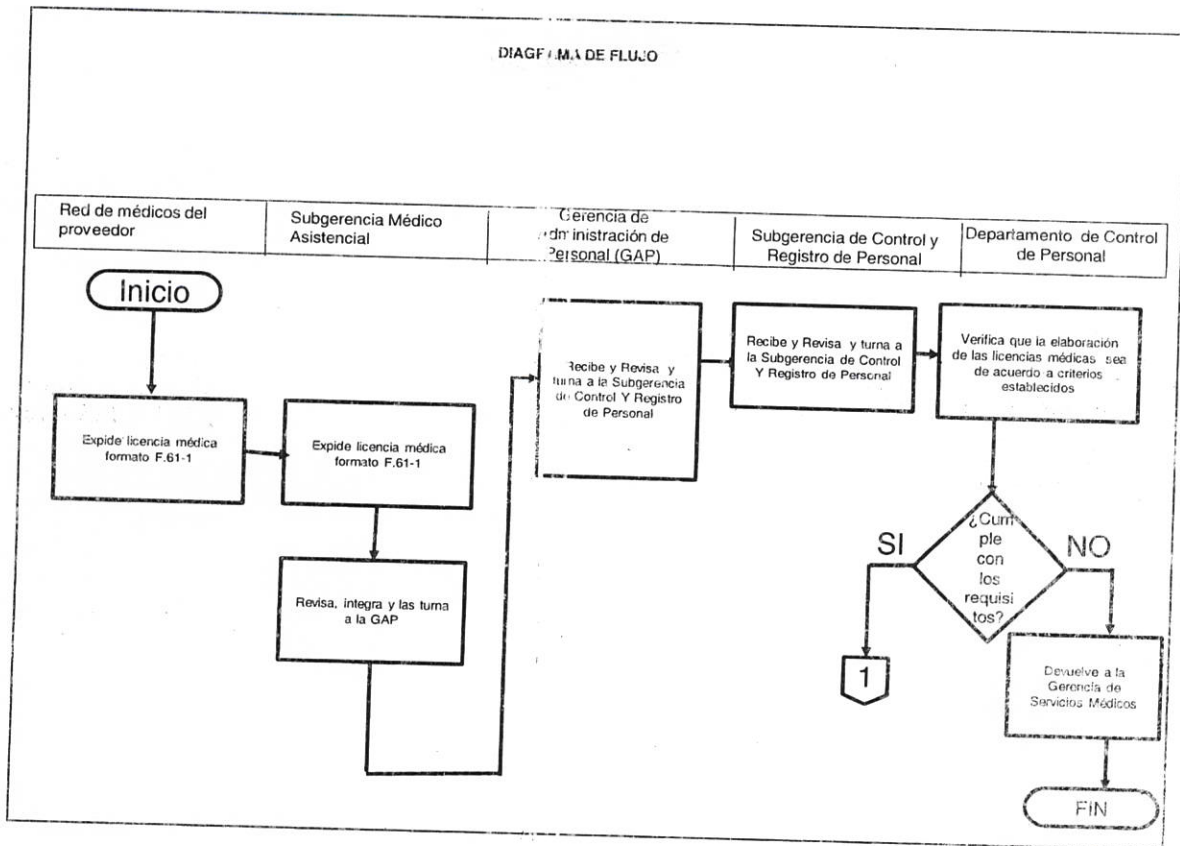 DIAGRAMA DE FLUJO
Red de médicos del
proveedor
Subgerencia Médico
Asistencial
Gerencia de
Administración de
Personal (GAP)
Subgerencia de Control y
Registro de Personal
Departamento de Control
de Personal
Inicio
Expide licencia médica
formato F.61-1
Expide licencia médica
formato F.61-1
Revisa, integra y las turna
a la GAP
Recibe y Revisa y
turna a la Subgerencia
de Control Y Registro
de Personal
Recibe y Revisa y turna a
la Subgerencia de Control
Y Registro de Personal
Verifica que la elaboración
de las licencias médicas sea
de acuerdo a criterios
establecidos
¿Cum
ple
con
los
requisi
tos?
SI
NO
1
Devuelve a la
Gerencia de
Servicios Médicos
FIN